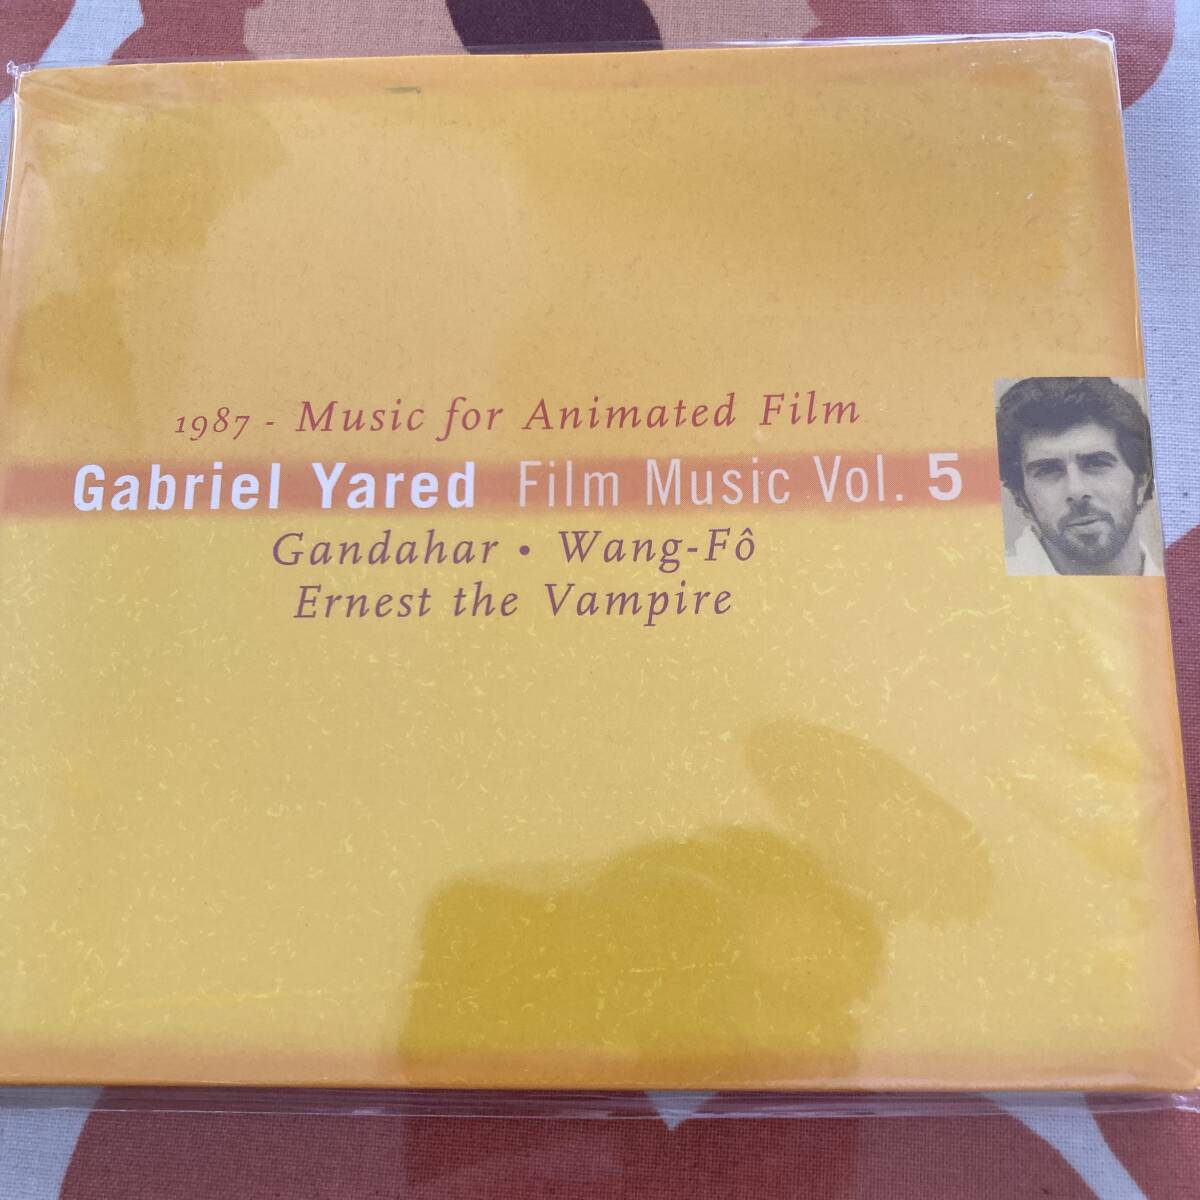 1987 - Music for Animated Film
Gabriel Yared Film Music Vol. 5
Gandahar • Wang-Fô
Ernest the Vampire